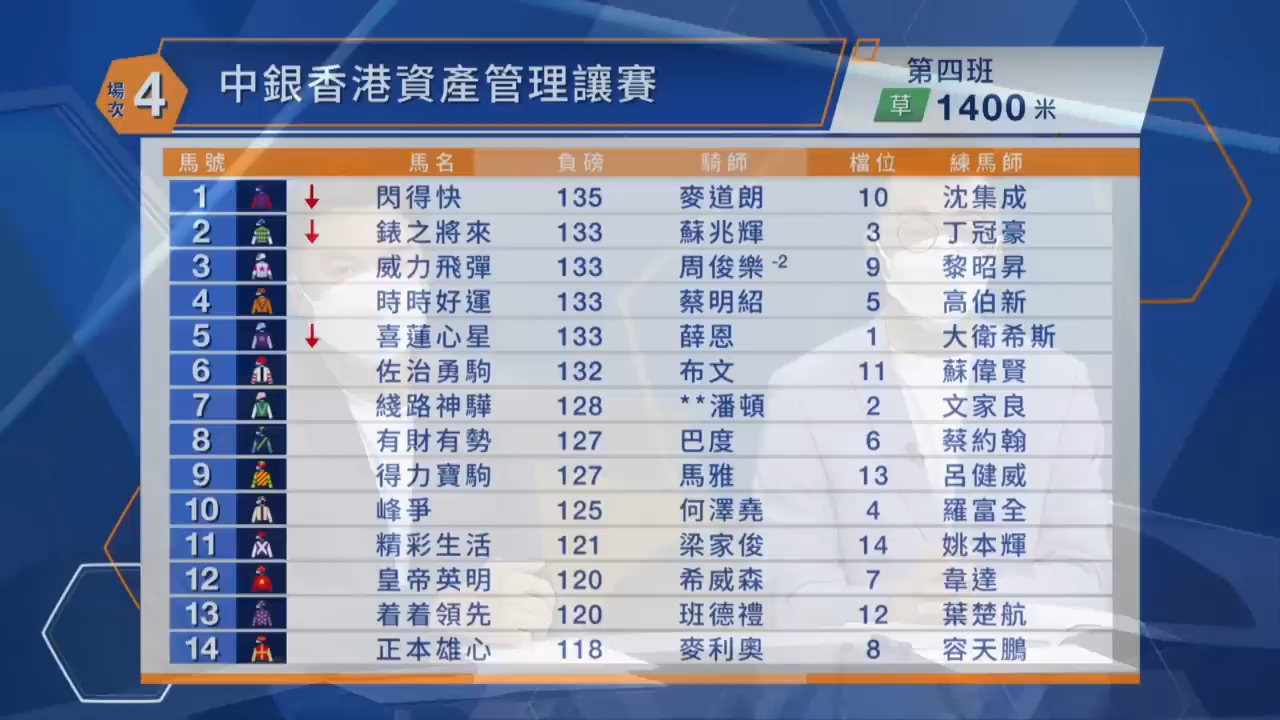 場次 4 中銀香港資產管理讓賽
第四班
草 1400 米
馬號 馬名 負磅 騎師 檔位 練馬師
1 ↓ 閃得快 135 麥道朗 10 沈集成
2 ↓ 錶之將來 133 蘇兆輝 3 丁冠豪
3 威力飛彈 133 周俊樂 -2 9 黎昭昇
4 時時好運 133 蔡明紹 5 高伯新
5 ↓ 喜蓮心星 133 薛恩 1 大衛希斯
6 佐治勇駒 132 布文 11 蘇偉賢
7 綫路神驊 128 **潘頓 2 文家良
8 有財有勢 127 巴度 6 蔡約翰
9 得力寶駒 127 馬雅 13 呂健威
10 峰爭 125 何澤堯 4 羅富全
11 精彩生活 121 梁家俊 14 姚本輝
12 皇帝英明 120 希威森 7 韋達
13 着着領先 120 班德禮 12 葉楚航
14 正本雄心 118 麥利奧 8 容天鵬